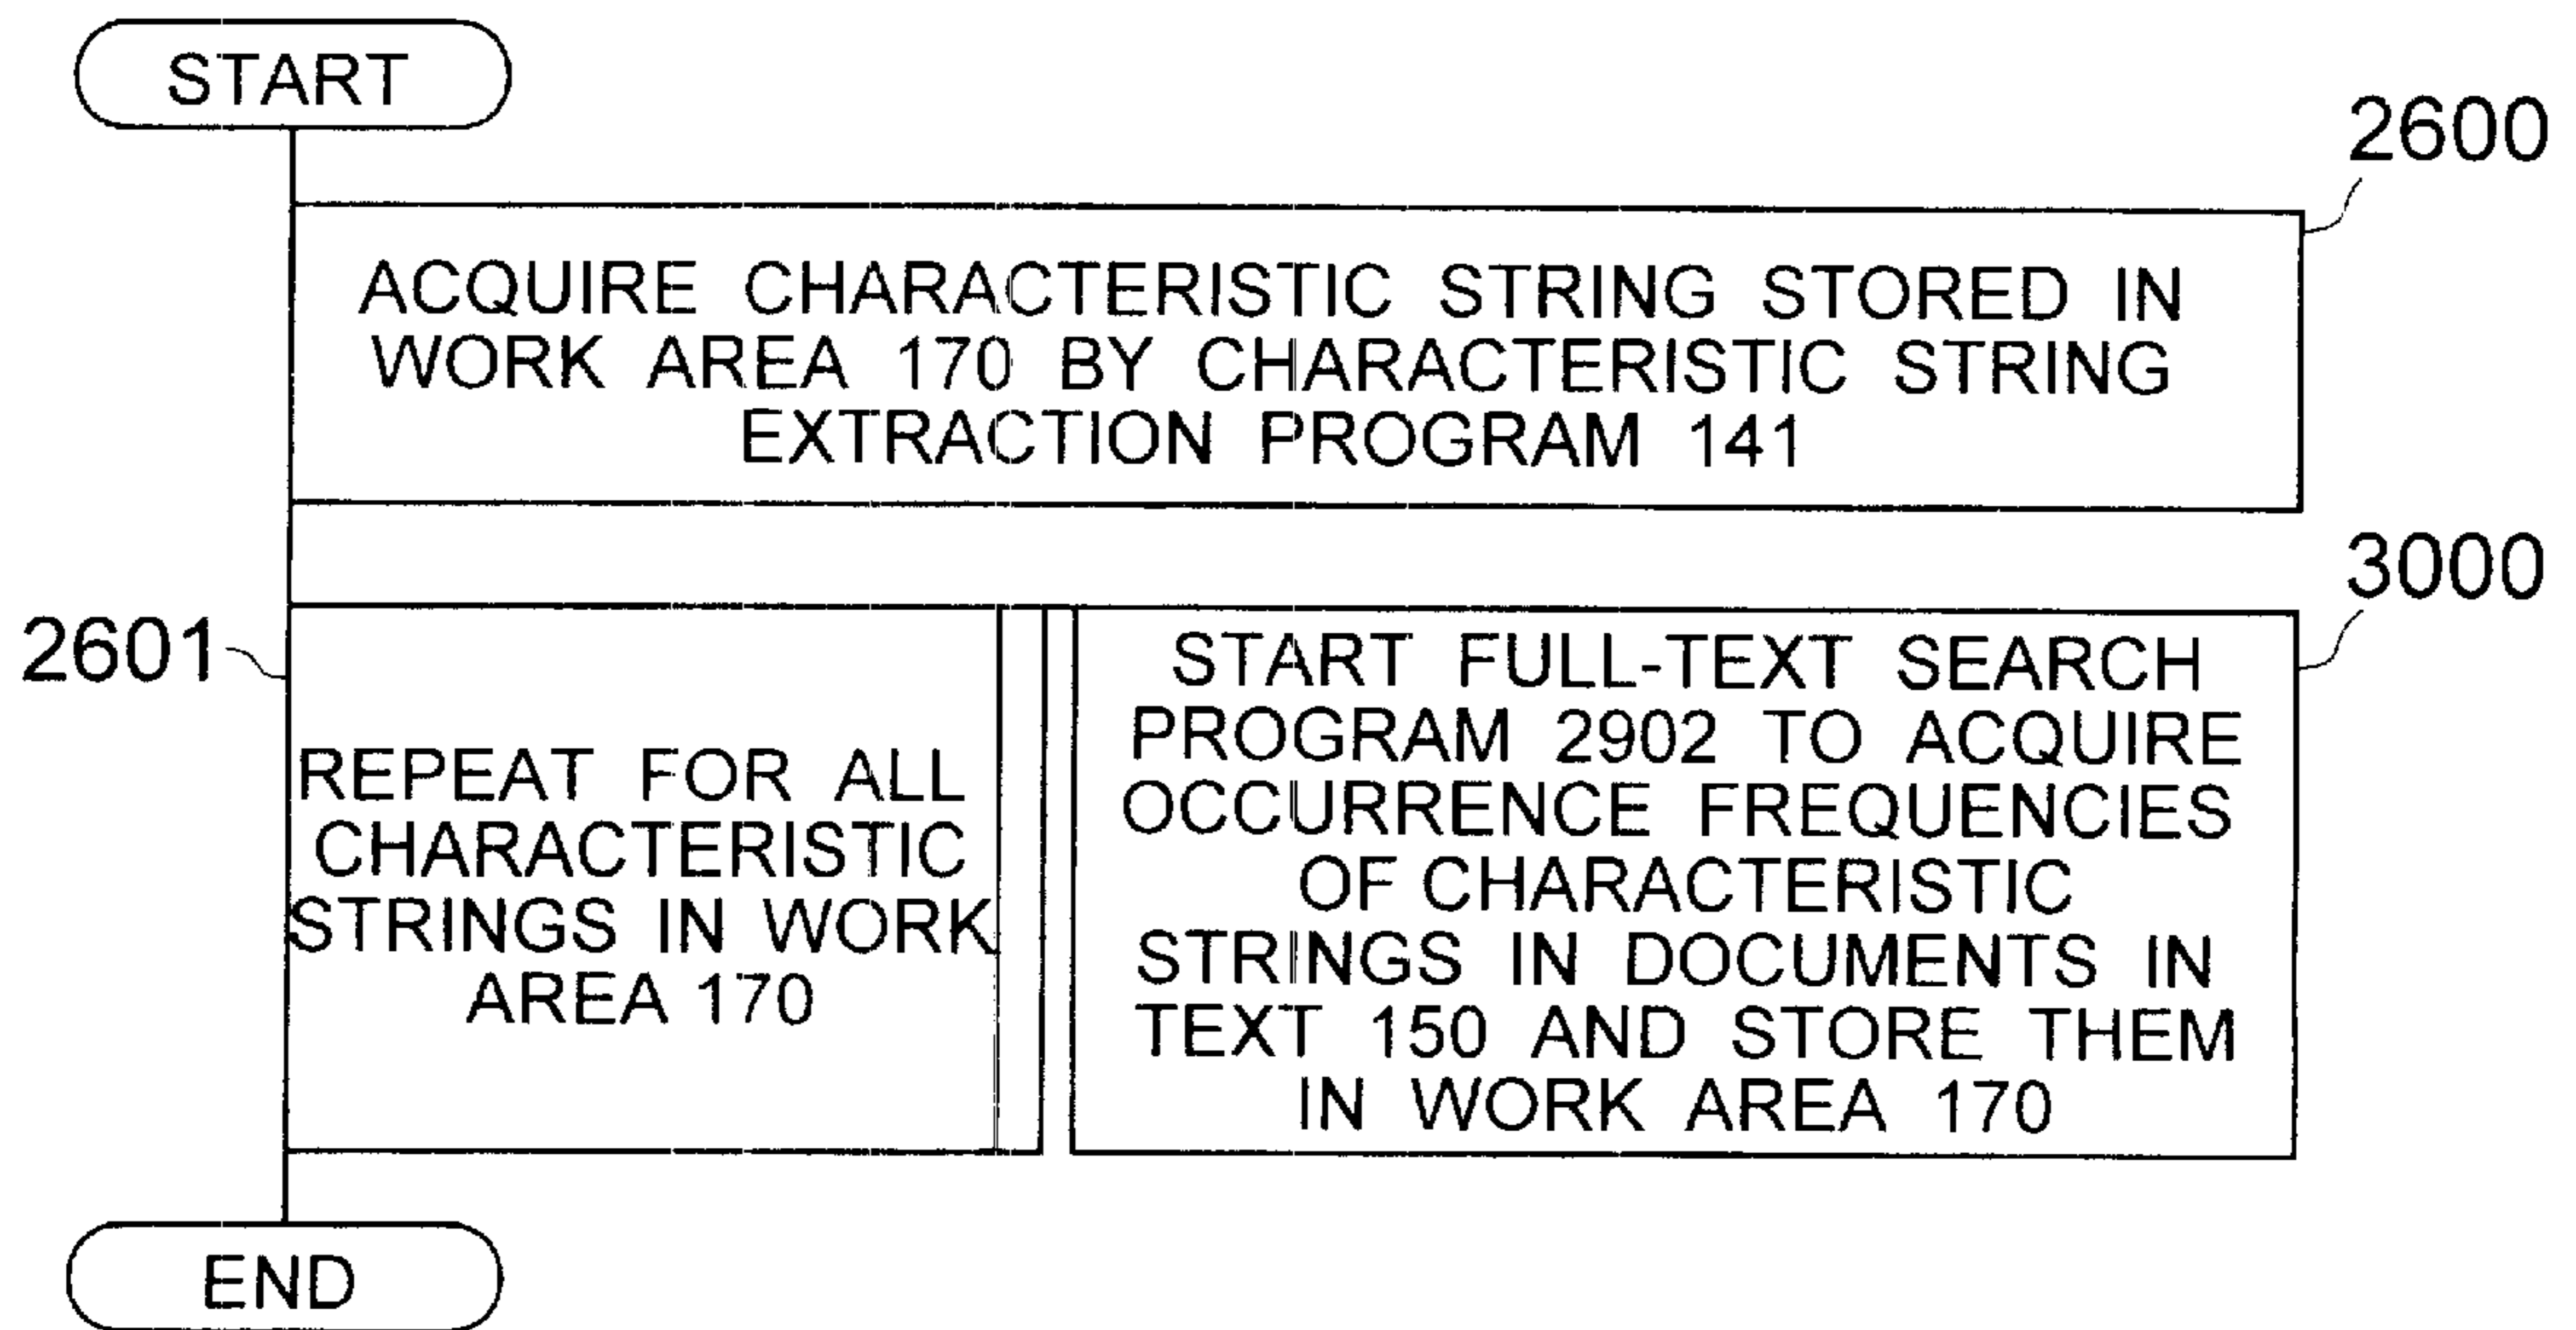 START
2600
ACQUIRE CHARACTERISTIC STRING STORED IN
WORK AREA 170 BY CHARACTERISTIC STRING
EXTRACTION PROGRAM 141
2601
REPEAT FOR ALL
CHARACTERISTIC
STRINGS IN WORK
AREA 170
3000
START FULL-TEXT SEARCH
PROGRAM 2902 TO ACQUIRE
OCCURRENCE FREQUENCIES
OF CHARACTERISTIC
STRINGS IN DOCUMENTS IN
TEXT 150 AND STORE THEM
IN WORK AREA 170
END